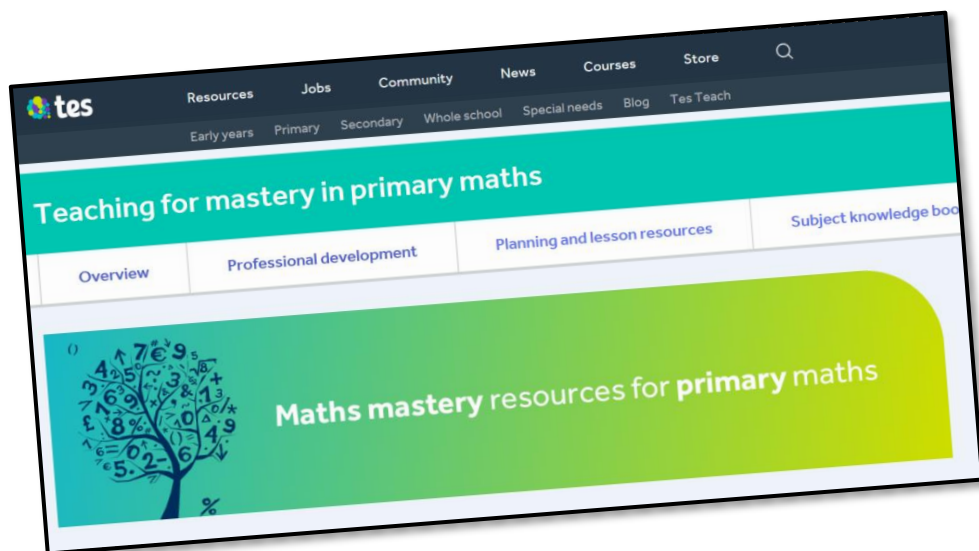 tes
Resources Jobs Community News Courses Store
Early years Primary Secondary Whole school Special needs Blog Tes Teach
Teaching for mastery in primary maths
Overview Professional development Planning and lesson resources Subject knowledge boo
Maths mastery resources for primary maths